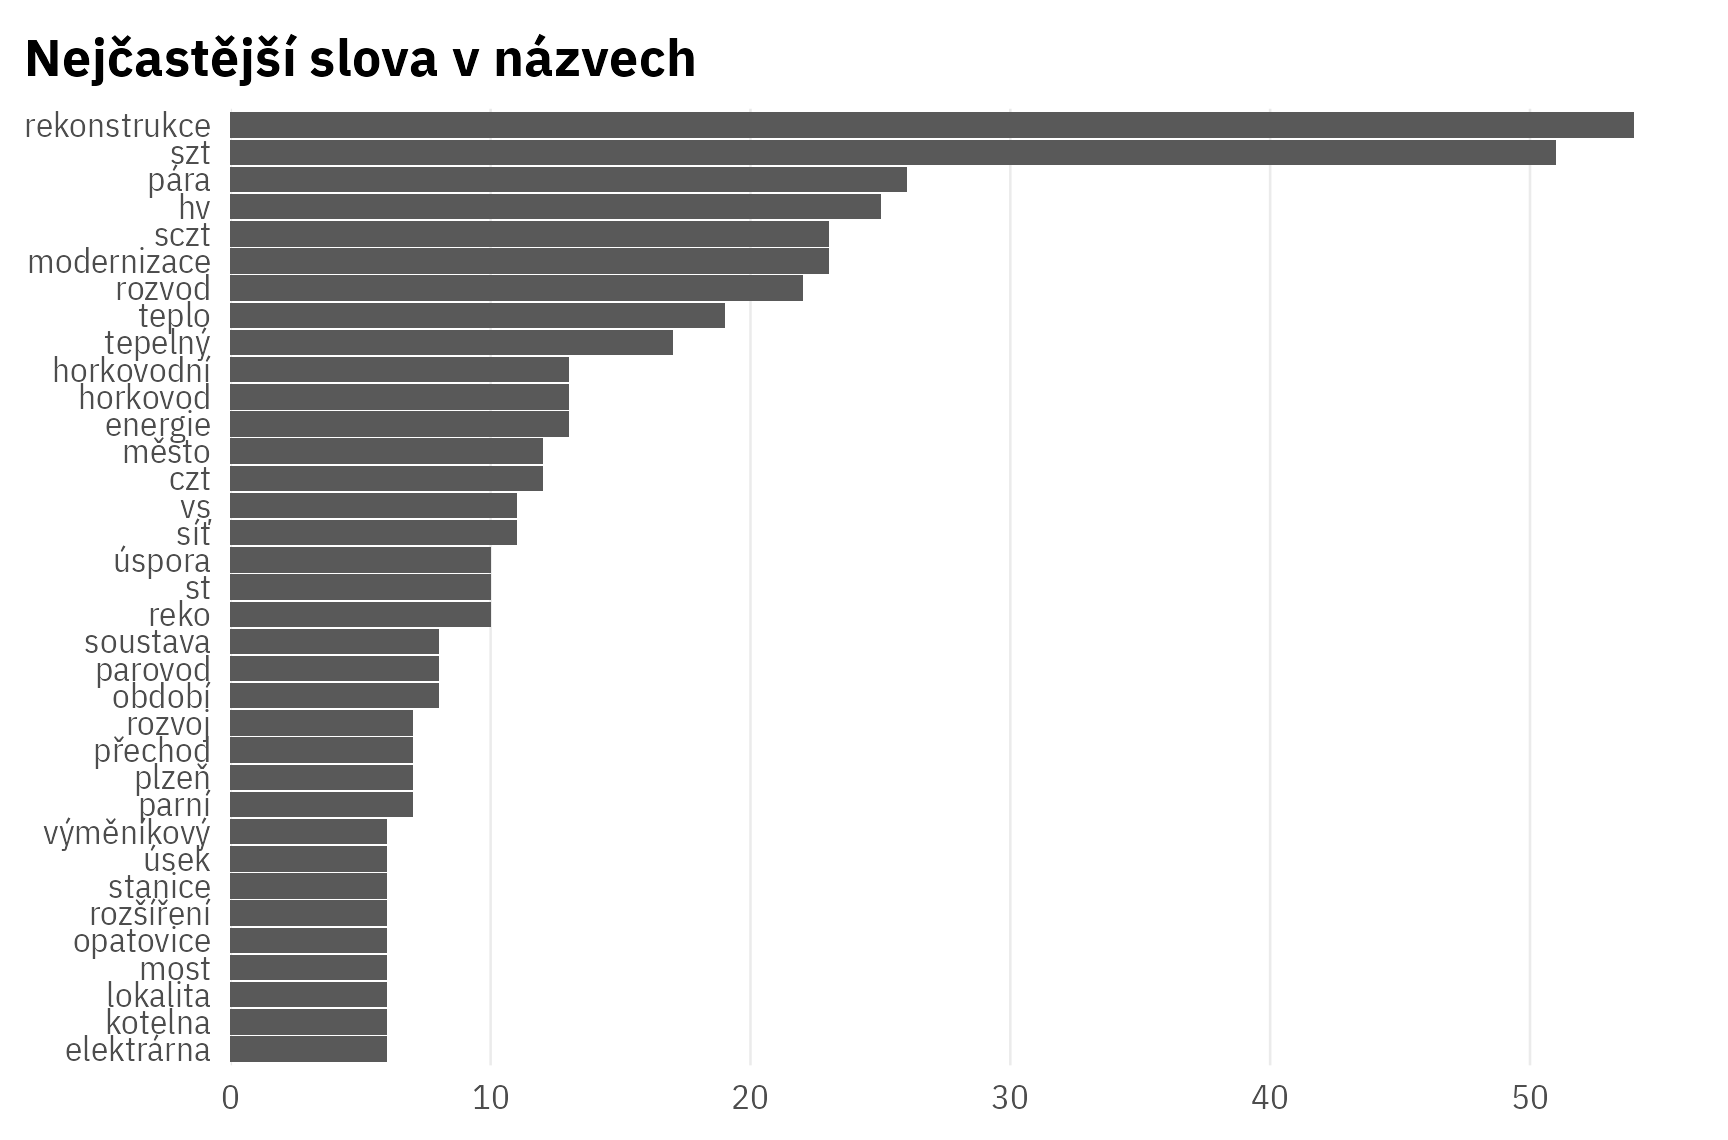 Nejčastější slova v názvech
rekonstrukce
szt
pára
hv
sczt
modernizace
rozvod
teplo
tepelný
horkovodní
horkovod
energie
město
czt
vs
síť
úspora
st
reko
soustava
parovod
období
rozvoj
přechod
plzeň
parní
výměníkový
úsek
stanice
rozšíření
opatovice
most
lokalita
kotelna
elektrárna
0 10 20 30 40 50